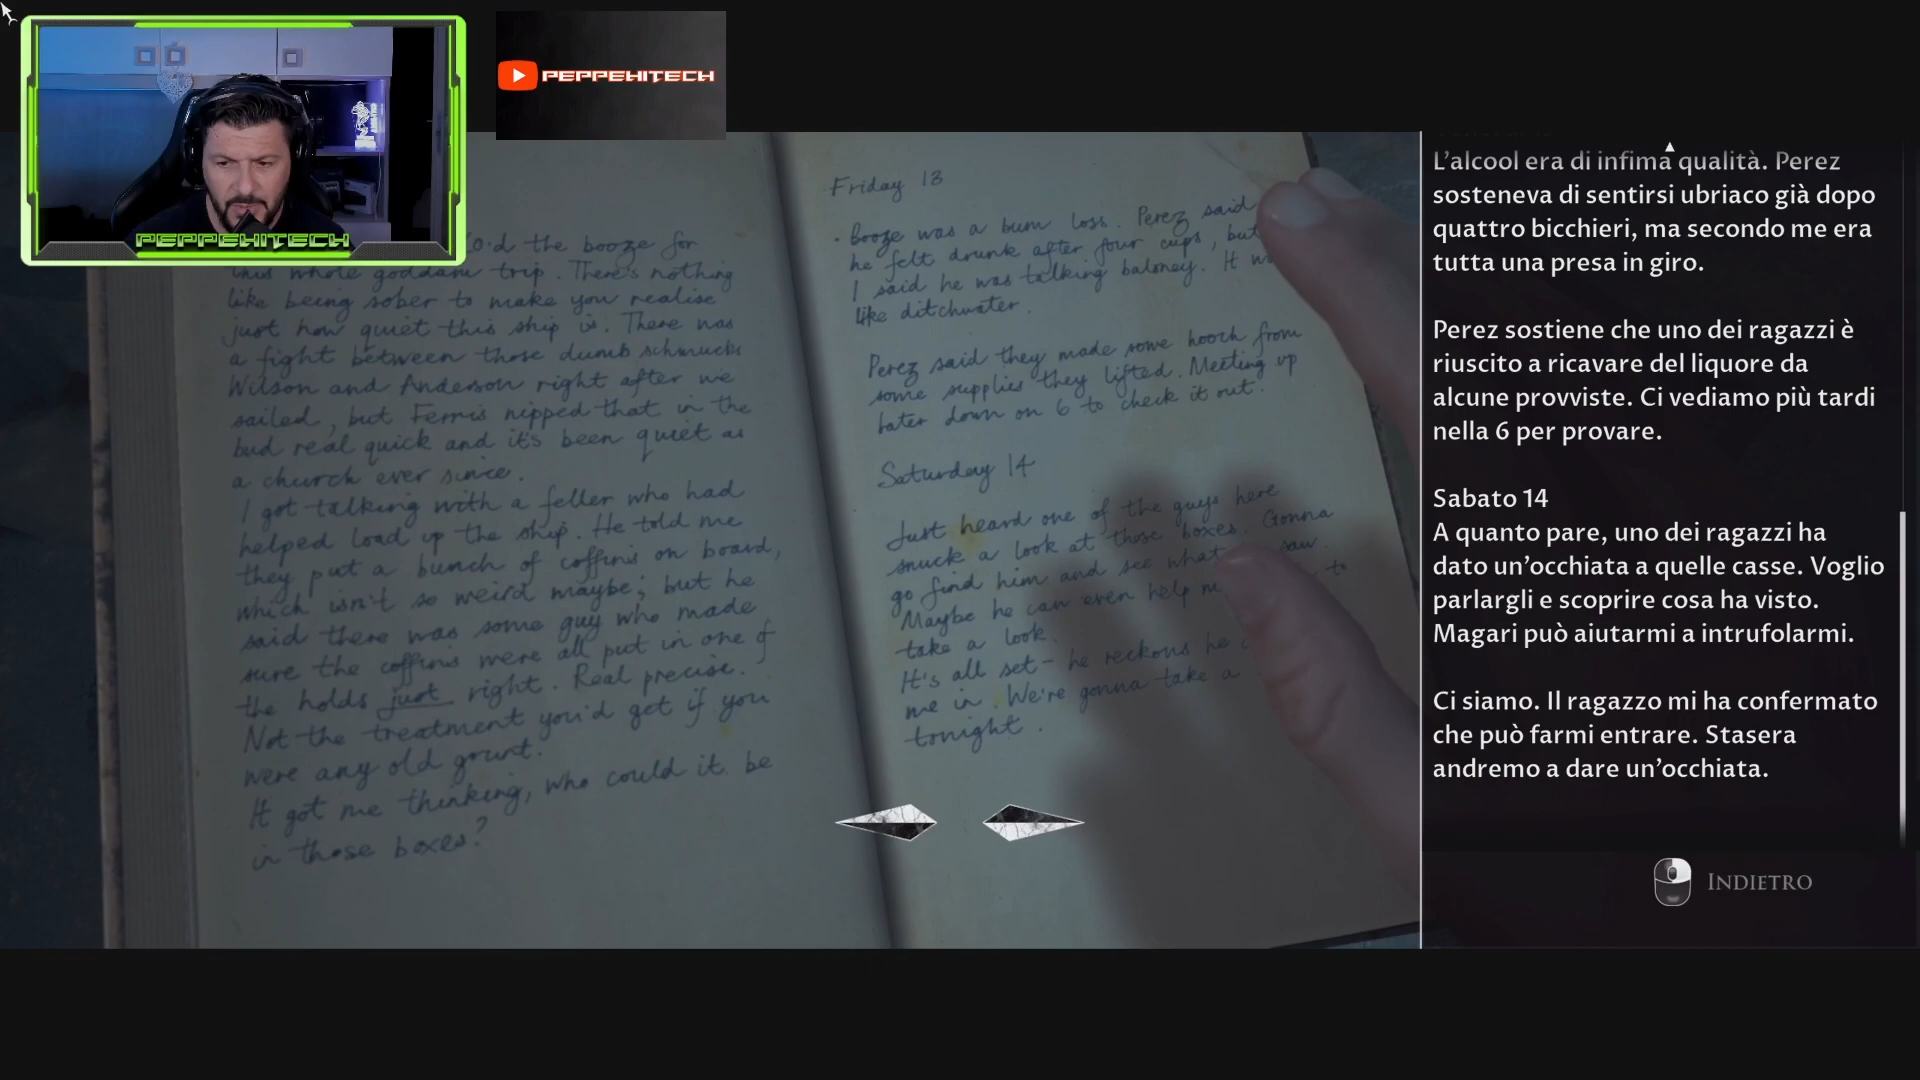 PEPPEHITECH
PEPPEHITECH
the booze for
this whole goddamn trip. There's nothing
like being sober to make you realise
just how quiet this ship is. There was
a fight between those dumb schmucks
Wilson and Anderson right after we
sailed, but Ferris nipped that in the
bud real quick and it's been quiet as
a church ever since.
I got talking with a feller who had
helped load up the ship. He told me
they put a bunch of coffins on board,
which isn't so weird maybe; but he
said there was some guy who made
sure the coffins were all put in one of
the holds just right. Real precise.
Not the treatment you'd get if you
were any old grunt.
It got me thinking, who could it be
in those boxes?
Friday 13
Booze was a bum loss. Perez said
he felt drunk after four cups, but
I said he was talking baloney. It
like ditchwater.
Perez said they made some hooch from
some supplies they lifted. Meeting up
later down on 6 to check it out.
Saturday 14
Just heard one of the guys here
snuck a look at those boxes. Gonna
go find him and see what saw.
Maybe he can even help to
take a look.
It's all set - he reckons he
me in. We're gonna take a
tonight.
L'alcool era di infima qualità. Perez
sosteneva di sentirsi ubriaco già dopo
quattro bicchieri, ma secondo me era
tutta una presa in giro.
Perez sostiene che uno dei ragazzi è
riuscito a ricavare del liquore da
alcune provviste. Ci vediamo più tardi
nella 6 per provare.
Sabato 14
A quanto pare, uno dei ragazzi ha
dato un'occhiata a quelle casse. Voglio
parlargli e scoprire cosa ha visto.
Magari può aiutarmi a intrufolarmi.
Ci siamo. Il ragazzo mi ha confermato
che può farmi entrare. Stasera
andremo a dare un'occhiata.
INDIETRO